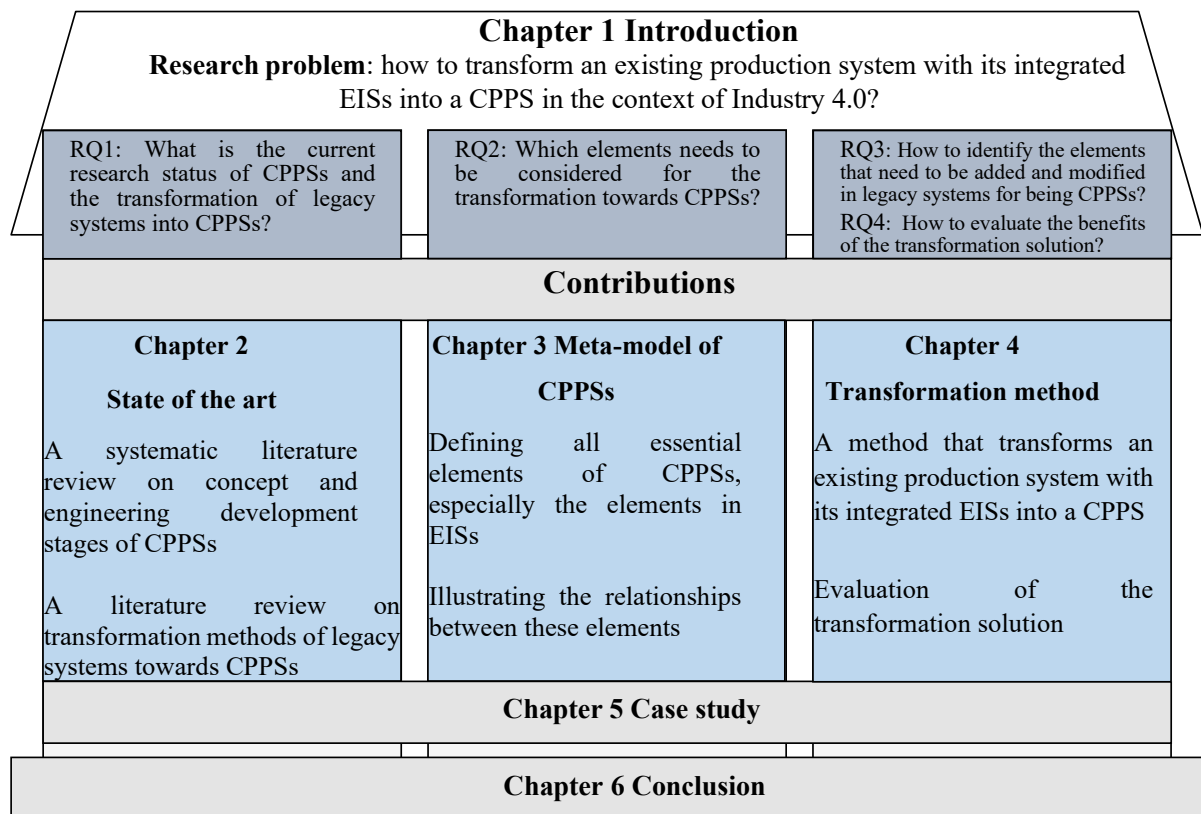 Chapter 1 Introduction
Research problem: how to transform an existing production system with its integrated
EISs into a CPPS in the context of Industry 4.0?
RQ1: What is the current
research status of CPPSs and
the transformation of legacy
systems into CPPSs?
RQ2: Which elements needs to
be considered for the
transformation towards CPPSs?
RQ3: How to identify the elements
that need to be added and modified
in legacy systems for being CPPSs?
RQ4: How to evaluate the benefits
of the transformation solution?
Contributions
Chapter 2
State of the art
A systematic literature
review on concept and
engineering development
stages of CPPSs
A literature review on
transformation methods of legacy
systems towards CPPSs
Chapter 3 Meta-model of
CPPSs
Defining all essential
elements of CPPSs,
especially the elements in
EISs
Illustrating the relationships
between these elements
Chapter 4
Transformation method
A method that transforms an
existing production system with
its integrated EISs into a CPPS
Evaluation of the
transformation solution
Chapter 5 Case study
Chapter 6 Conclusion